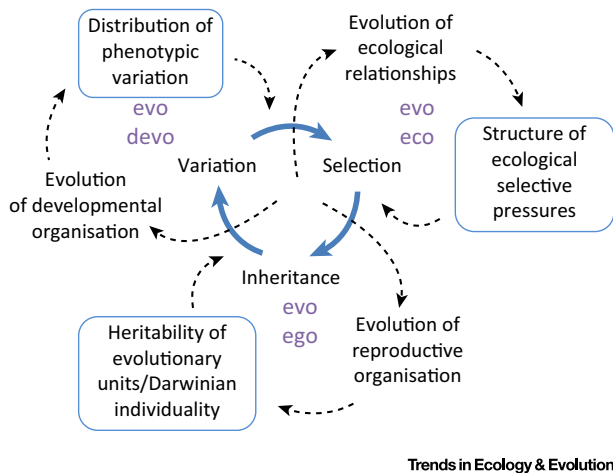 Distribution of
phenotypic
variation
evo
devo
Evolution of
ecological
relationships
evo
eco
Structure of
ecological
selective
pressures
Variation
Selection
Evolution
of developmental
organisation
Inheritance
evo
ego
Heritability of
evolutionary
units/Darwinian
individuality
Evolution of
reproductive
organisation
Trends in Ecology & Evolution